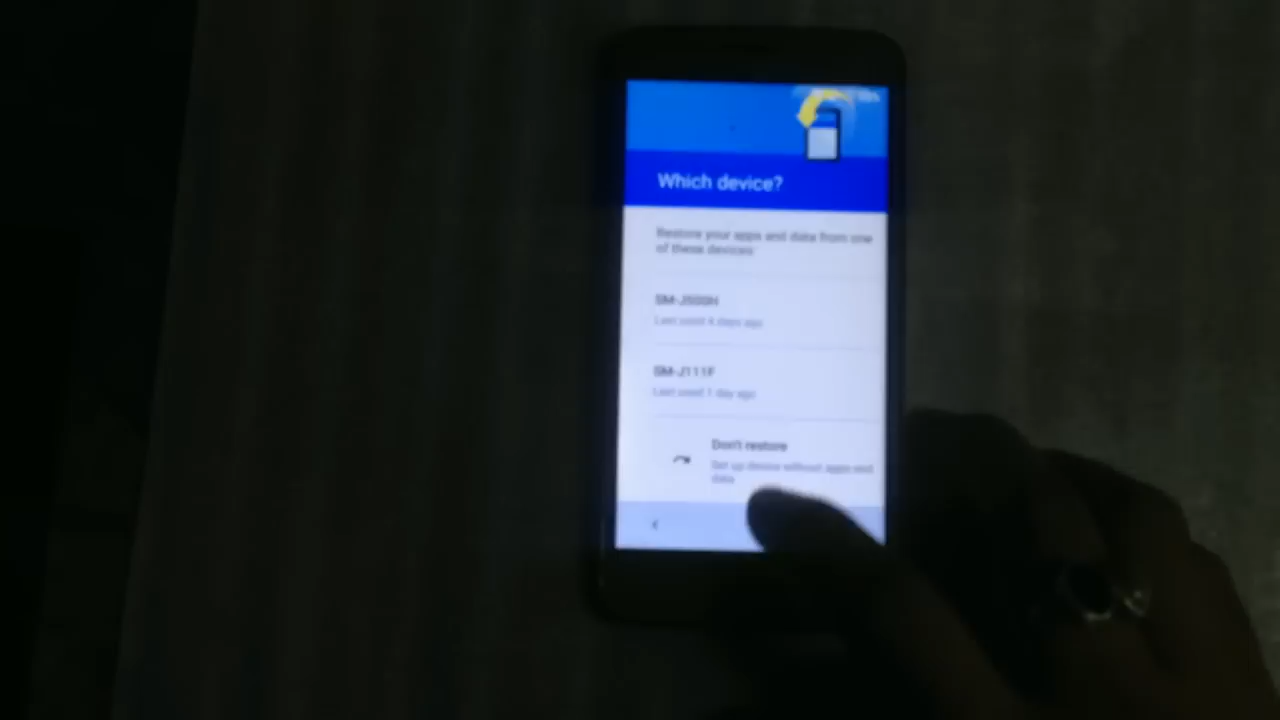 Which device?
Restore your apps and data from one
of these devices
SM-J500H
Last used 4 days ago
SM-J111F
Last used 1 day ago
Don't restore
Set up device without apps and
data